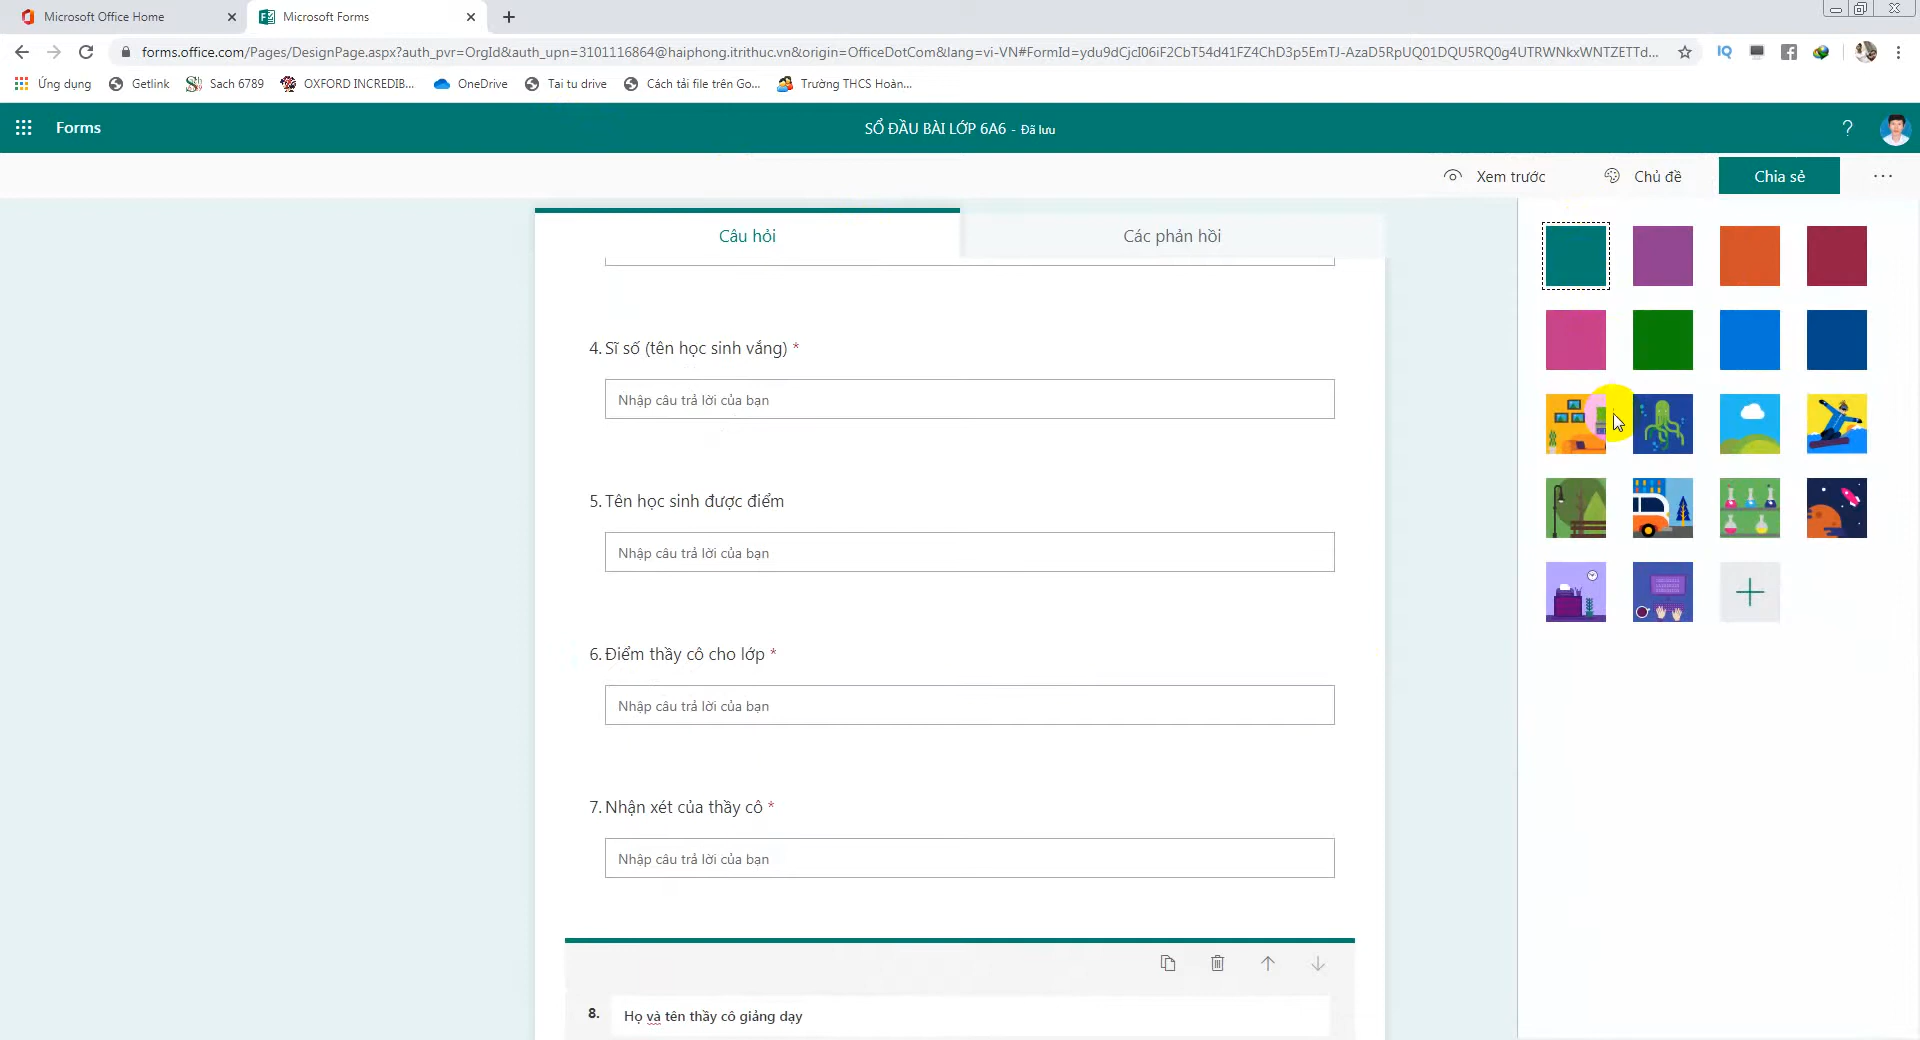 Microsoft Office Home
Microsoft Forms
forms.office.com/Pages/DesignPage.aspx?auth_pvr=OrgId&auth_upn=3101116864@haiphong.itrithuc.vn&origin=OfficeDotCom&lang=vi-VN#FormId=ydu9dCjcI06iF2CbT54d41FZ4ChD3p5EmTJ-AzaD5RpUQ01DQU5RQ0g4UTRWNkxWNTZETTd...
Ứng dụng
Getlink
Sach 6789
OXFORD INCREDIB...
OneDrive
Tai tu drive
Cách tải file trên Go...
Trường THCS Hoàn...
Forms
SỔ ĐẦU BÀI LỚP 6A6 - Đã lưu
?
Xem trước
Chủ đề
Chia sẻ
Câu hỏi
Các phản hồi
4. Sĩ số (tên học sinh vắng) *
Nhập câu trả lời của bạn
5. Tên học sinh được điểm
Nhập câu trả lời của bạn
6. Điểm thầy cô cho lớp *
Nhập câu trả lời của bạn
7. Nhận xét của thầy cô *
Nhập câu trả lời của bạn
8. Họ và tên thầy cô giảng dạy